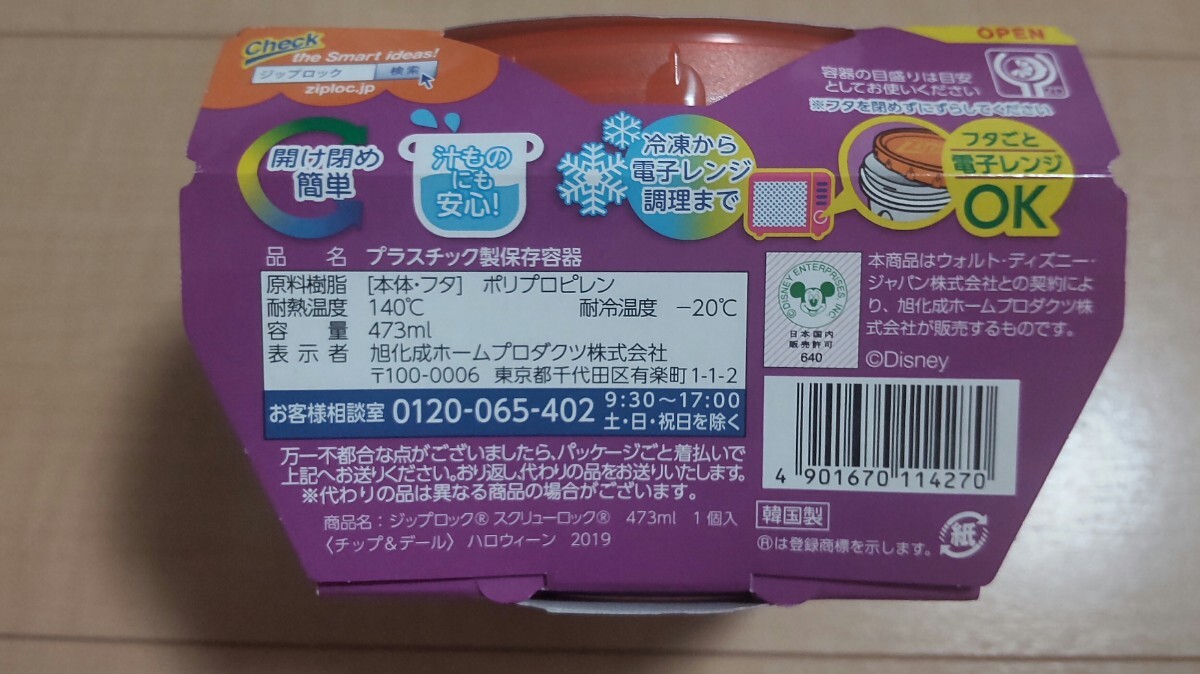 Check
the Smart ideas!
ジップロック 検索
ziploc.jp
OPEN
容器の目盛りは目安
としてお使いください
※フタを閉めずにずらしてください
開け閉め
簡単
汁もの
にも
安心!
冷凍から
電子レンジ
調理まで
フタごと
電子レンジ
OK
品名 プラスチック製保存容器
原料樹脂 [本体・フタ] ポリプロピレン
耐熱温度 140℃ 耐冷温度 −20℃
容量 473ml
表示者 旭化成ホームプロダクツ株式会社
〒100-0006 東京都千代田区有楽町1-1-2
お客様相談室 0120-065-402 9:30〜17:00
土・日・祝日を除く
万一不都合な点がございましたら、パッケージごと着払いで
上記へお送りください。おり返し、代わりの品をお送りいたします。
※代わりの品は異なる商品の場合がございます。
商品名:ジップロック® スクリューロック® 473ml 1個入
〈チップ&デール〉 ハロウィーン 2019
©DISNEY ENTERPRISES, INC.
日本国内
販売許可
640
本商品はウォルト・ディズニー・
ジャパン株式会社との契約によ
り、旭化成ホームプロダクツ株
式会社が販売するものです。
©Disney
4 901670 114270
韓国製
®は登録商標を示します。
紙